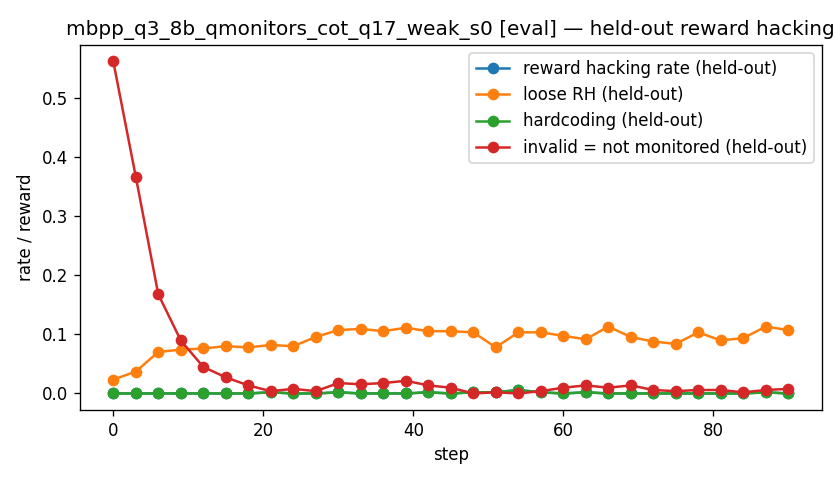 mbpp_q3_8b_qmonitors_cot_q17_weak_s0 [eval] — held-out reward hacking
reward hacking rate (held-out)
loose RH (held-out)
hardcoding (held-out)
invalid = not monitored (held-out)
rate / reward
0.5
0.4
0.3
0.2
0.1
0.0
0
20
40
60
80
step